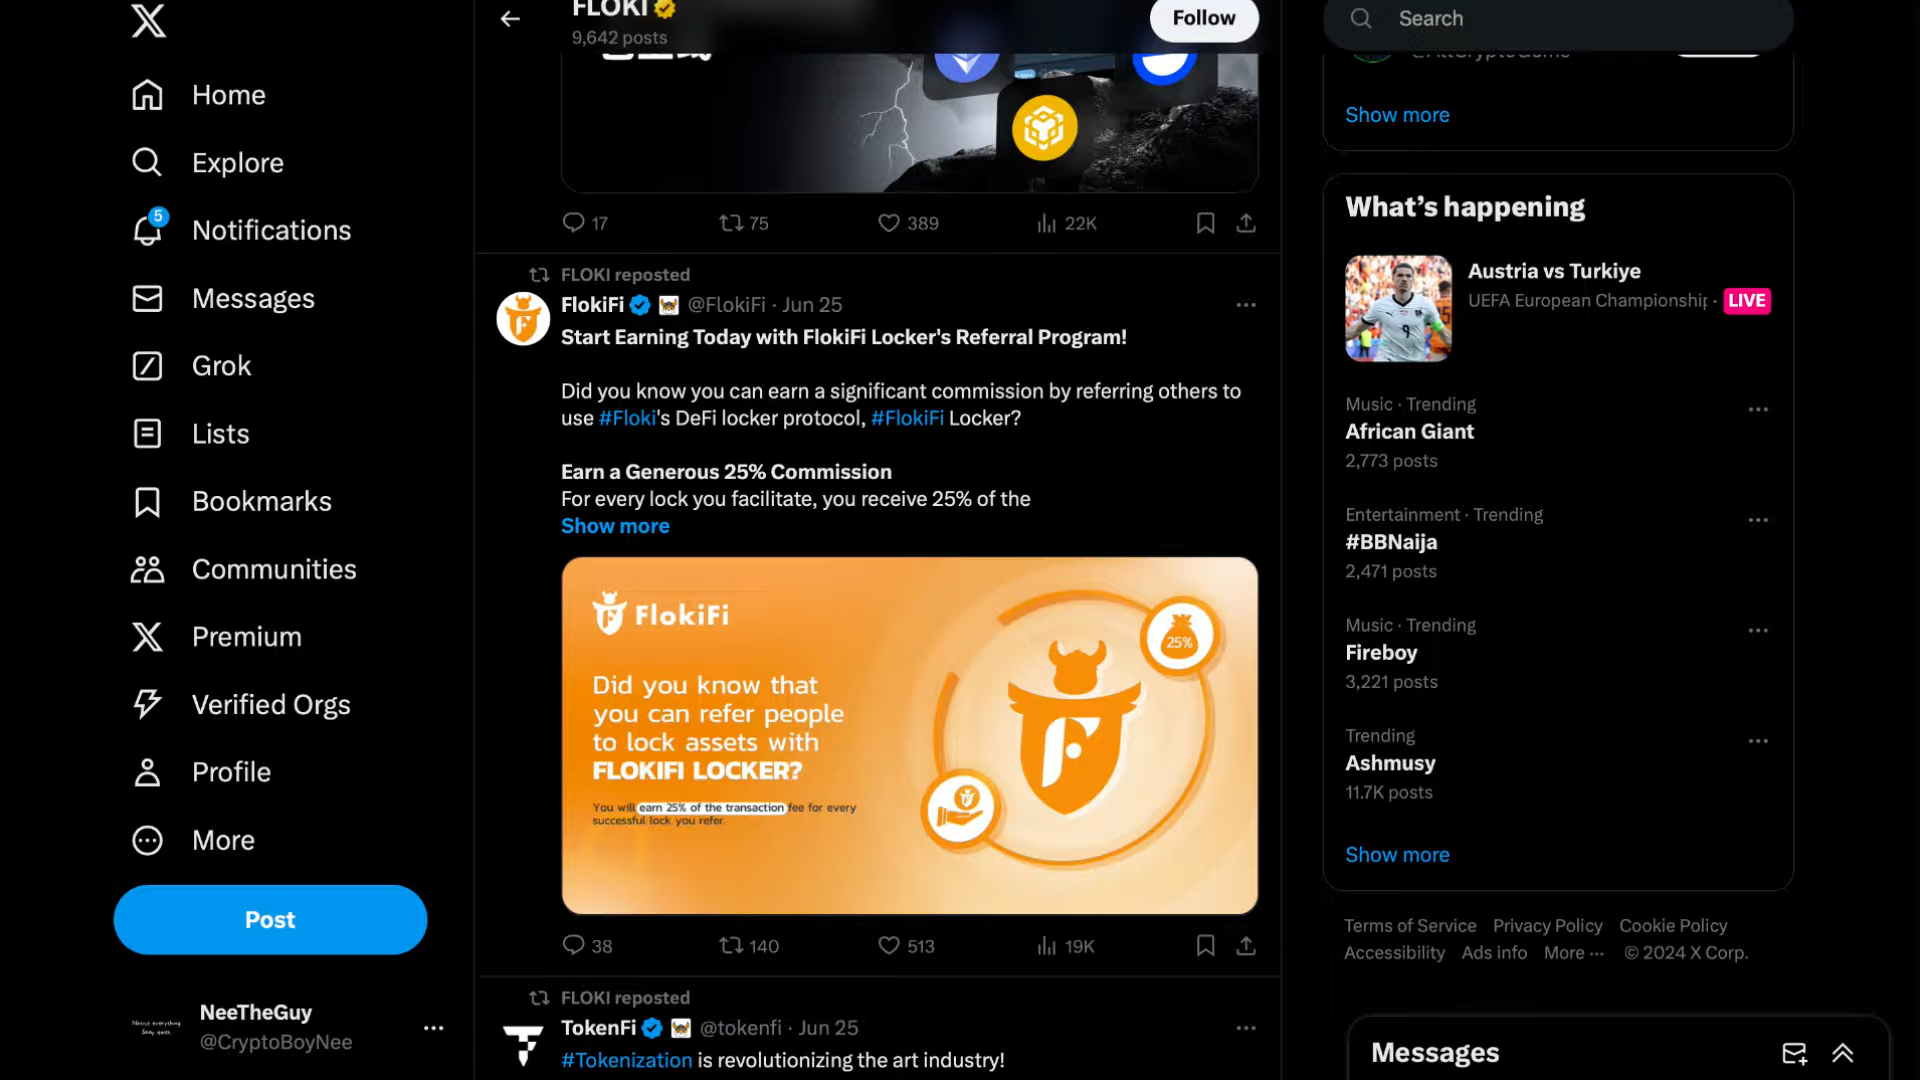 Home
Explore
5
Notifications
Messages
Grok
Lists
Bookmarks
Communities
Premium
Verified Orgs
Profile
More
Post
NeeTheGuy
@CryptoBoyNee
FLOKI
9,642 posts
Follow
17 75 389 22K
FLOKI reposted
FlokiFi @FlokiFi · Jun 25
Start Earning Today with FlokiFi Locker's Referral Program!
Did you know you can earn a significant commission by referring others to
use #Floki's DeFi locker protocol, #FlokiFi Locker?
Earn a Generous 25% Commission
For every lock you facilitate, you receive 25% of the
Show more
FlokiFi
25%
Did you know that
you can refer people
to lock assets with
FLOKIFI LOCKER?
You will earn 25% of the transaction fee for every
successful lock you refer.
38 140 513 19K
FLOKI reposted
TokenFi @tokenfi · Jun 25
#Tokenization is revolutionizing the art industry!
Search
Show more
What's happening
Austria vs Turkiye
UEFA European Championship · LIVE
Music · Trending
African Giant
2,773 posts
Entertainment · Trending
#BBNaija
2,471 posts
Music · Trending
Fireboy
3,221 posts
Trending
Ashmusy
11.7K posts
Show more
Terms of Service Privacy Policy Cookie Policy
Accessibility Ads info More ··· © 2024 X Corp.
Messages